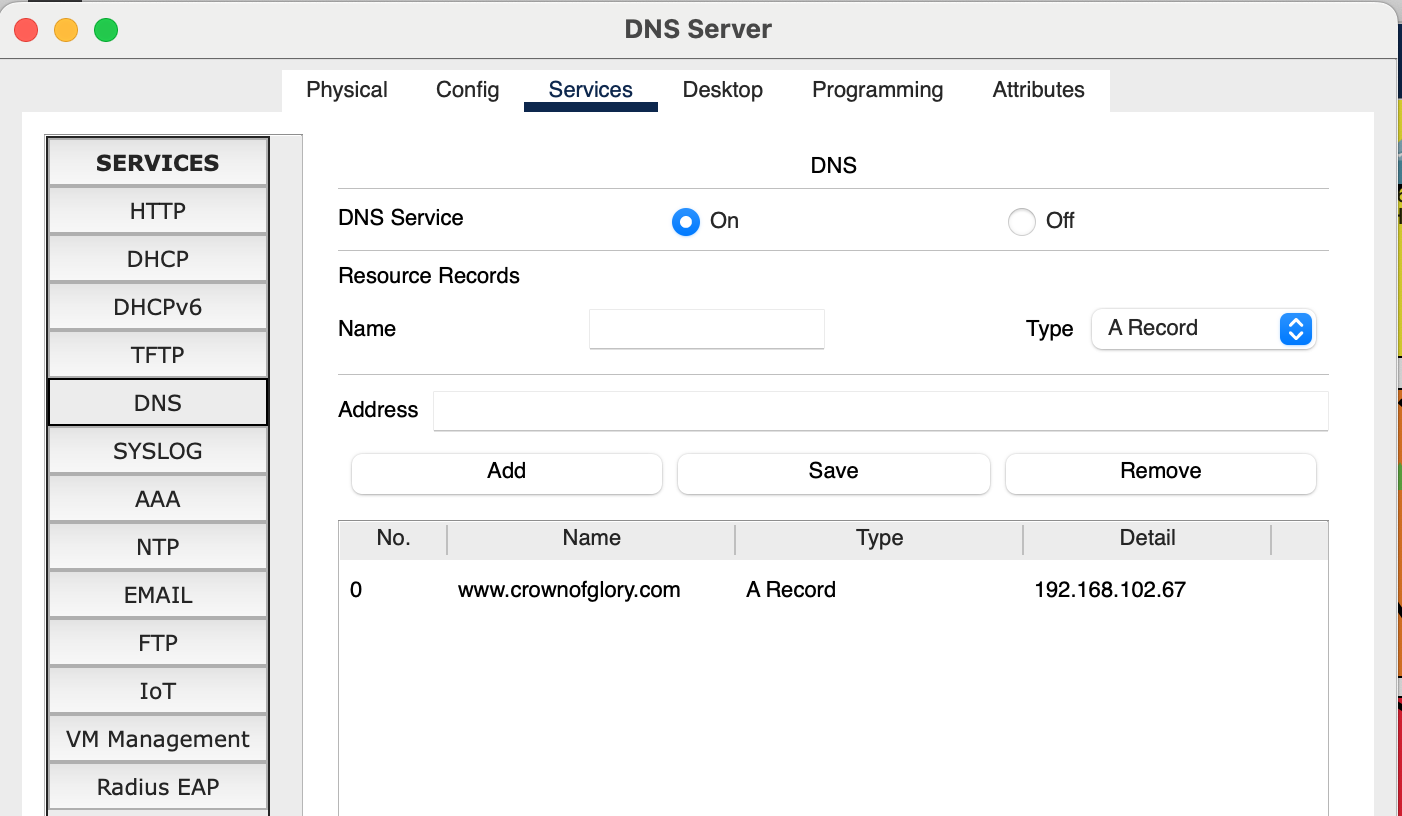 DNS Server
Physical Config Services Desktop Programming Attributes
SERVICES
HTTP
DHCP
DHCPv6
TFTP
DNS
SYSLOG
AAA
NTP
EMAIL
FTP
IoT
VM Management
Radius EAP
DNS
DNS Service On Off
Resource Records
Name Type A Record
Address
Add Save Remove
No. Name Type Detail
0 www.crownofglory.com A Record 192.168.102.67